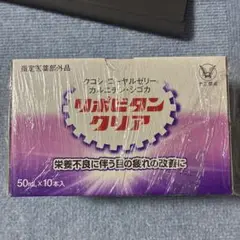 指定医薬部外品
ウコン・ローヤルゼリー
カルニチン・シゴカ
リポビタン
クリア
栄養不良に伴う目の疲れの改善に
50mL×10本入